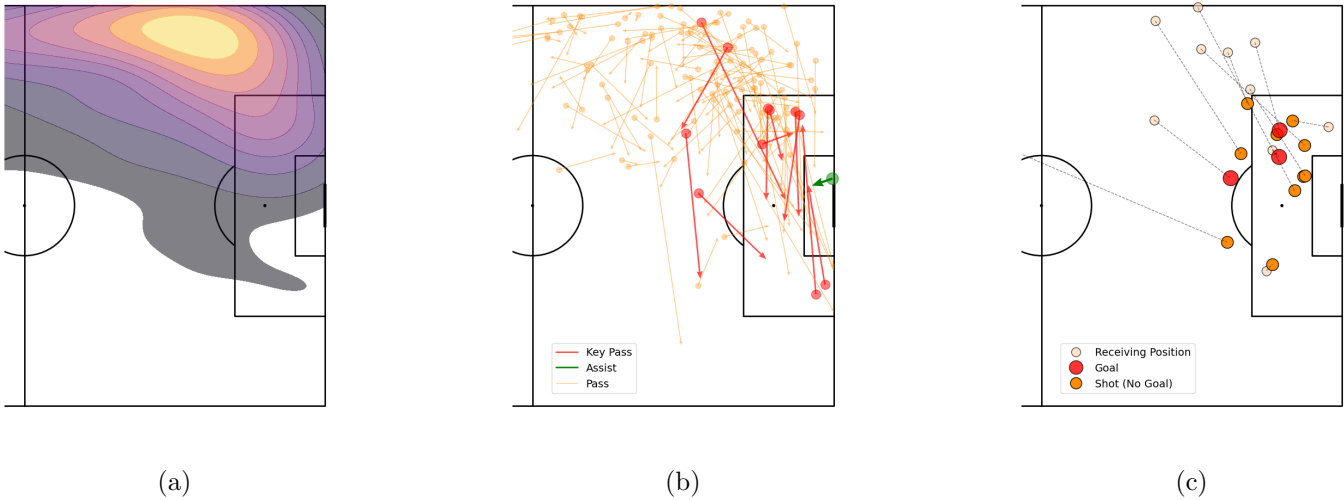 Key Pass
Assist
Pass
Receiving Position
Goal
Shot (No Goal)
(a)
(b)
(c)